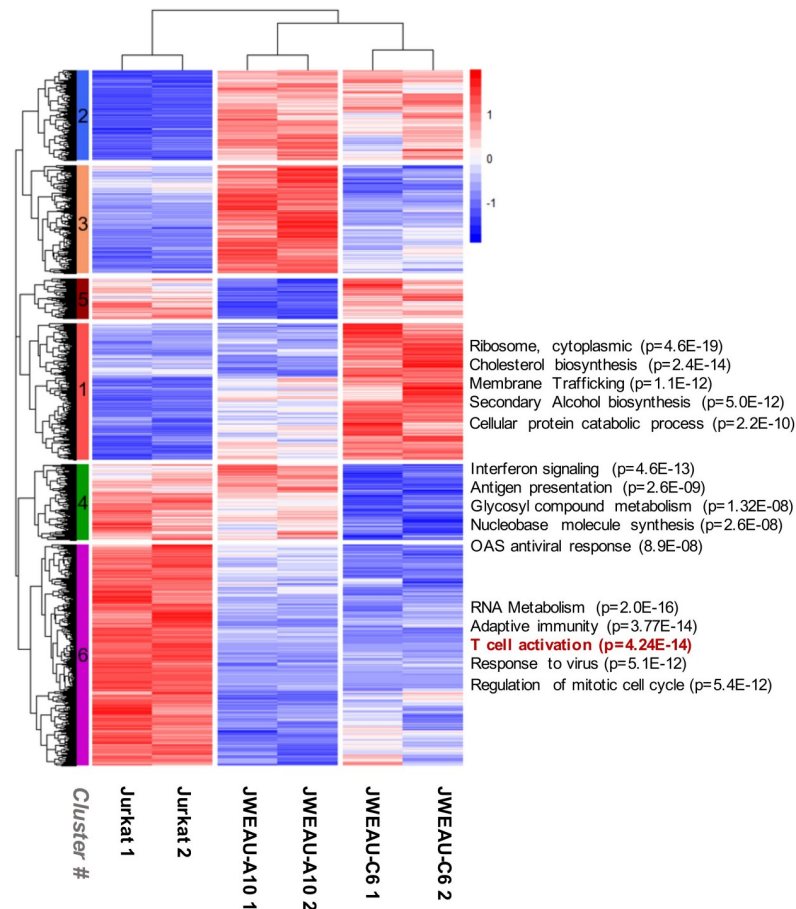 2
3
5
1
4
6
1
0
-1
Ribosome, cytoplasmic (p=4.6E-19)
Cholesterol biosynthesis (p=2.4E-14)
Membrane Trafficking (p=1.1E-12)
Secondary Alcohol biosynthesis (p=5.0E-12)
Cellular protein catabolic process (p=2.2E-10)
Interferon signaling (p=4.6E-13)
Antigen presentation (p=2.6E-09)
Glycosyl compound metabolism (p=1.32E-08)
Nucleobase molecule synthesis (p=2.6E-08)
OAS antiviral response (8.9E-08)
RNA Metabolism (p=2.0E-16)
Adaptive immunity (p=3.77E-14)
T cell activation (p=4.24E-14)
Response to virus (p=5.1E-12)
Regulation of mitotic cell cycle (p=5.4E-12)
Cluster #
Jurkat 1
Jurkat 2
JWEAU-A10 1
JWEAU-A10 2
JWEAU-C6 1
JWEAU-C6 2